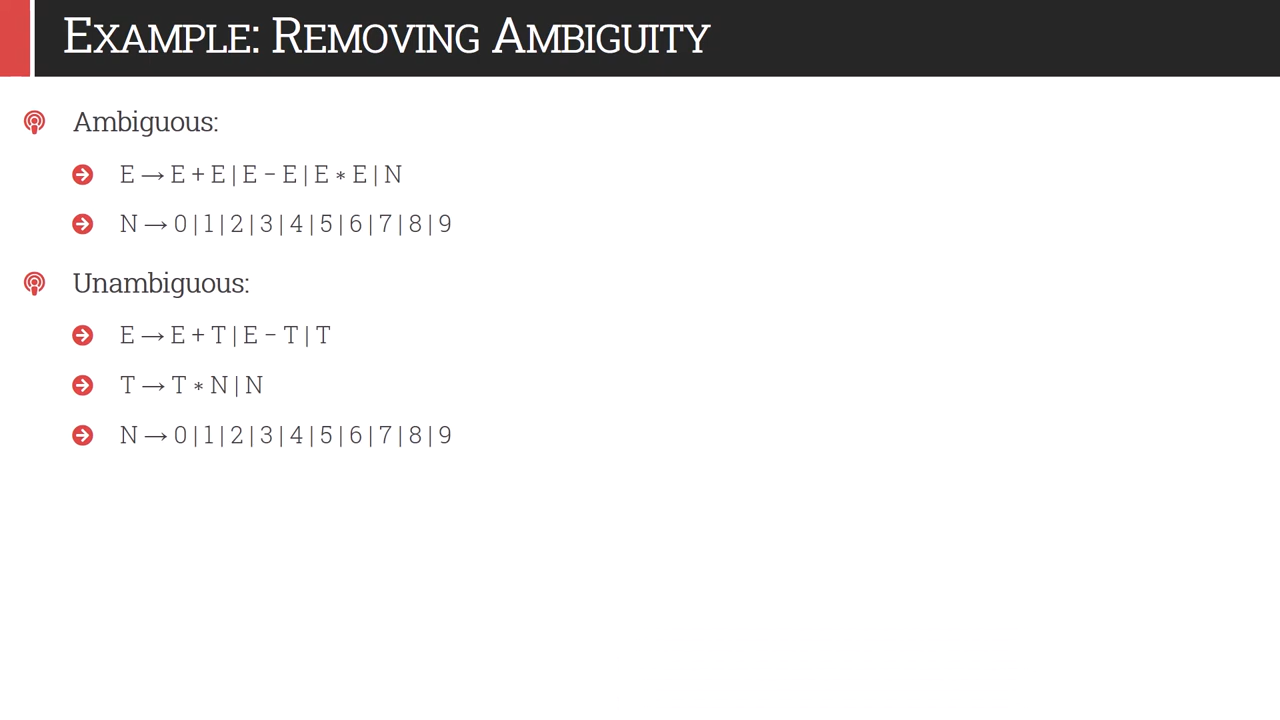 EXAMPLE: REMOVING AMBIGUITY
Ambiguous:
E → E + E | E − E | E ∗ E | N
N → 0 | 1 | 2 | 3 | 4 | 5 | 6 | 7 | 8 | 9
Unambiguous:
E → E + T | E − T | T
T → T ∗ N | N
N → 0 | 1 | 2 | 3 | 4 | 5 | 6 | 7 | 8 | 9